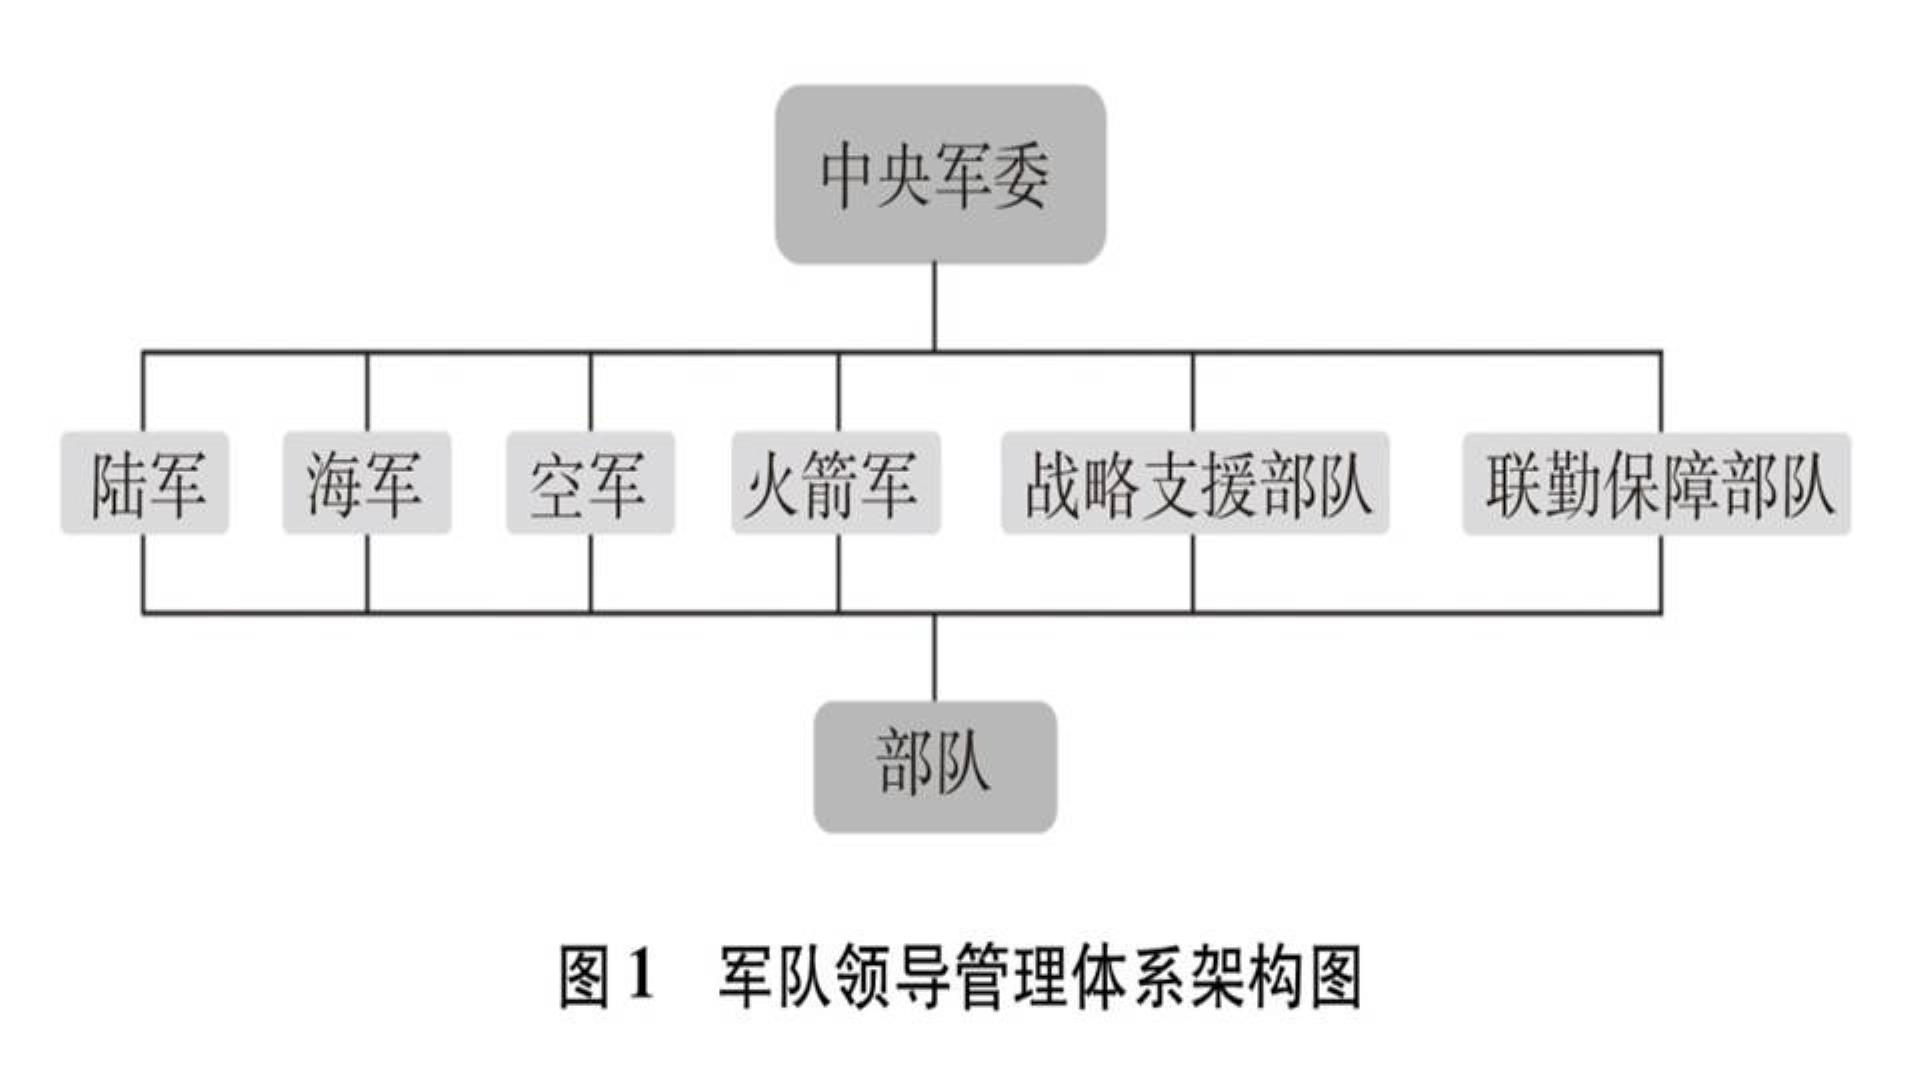 中央军委
陆军
海军
空军
火箭军
战略支援部队
联勤保障部队
部队
图1 军队领导管理体系架构图